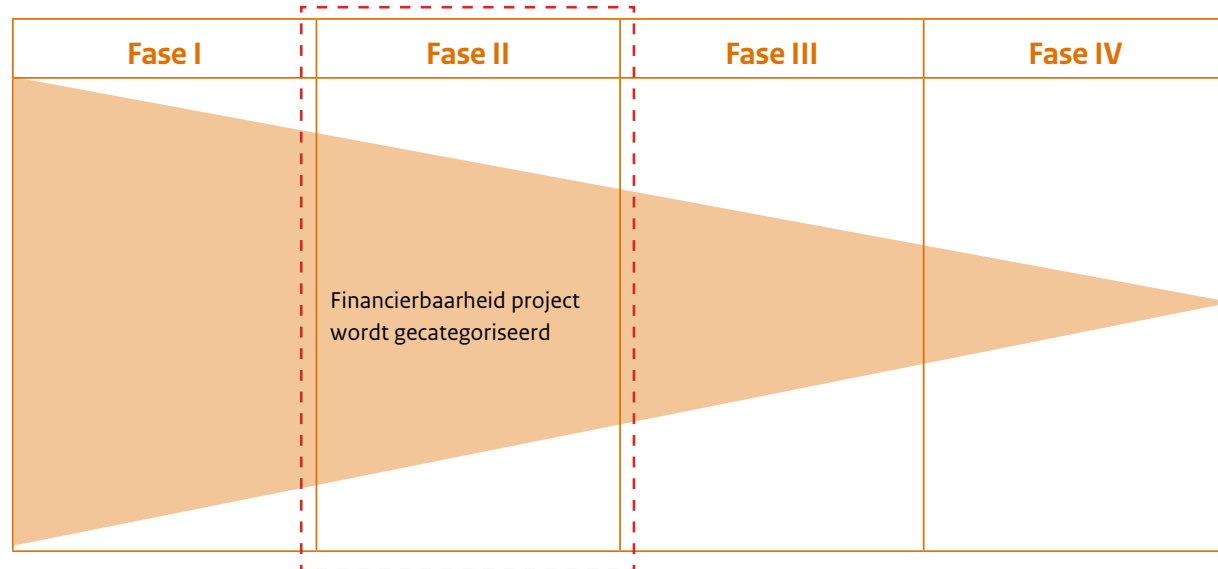 Fase I
Fase II
Fase III
Fase IV
Financierbaarheid project
wordt gecategoriseerd